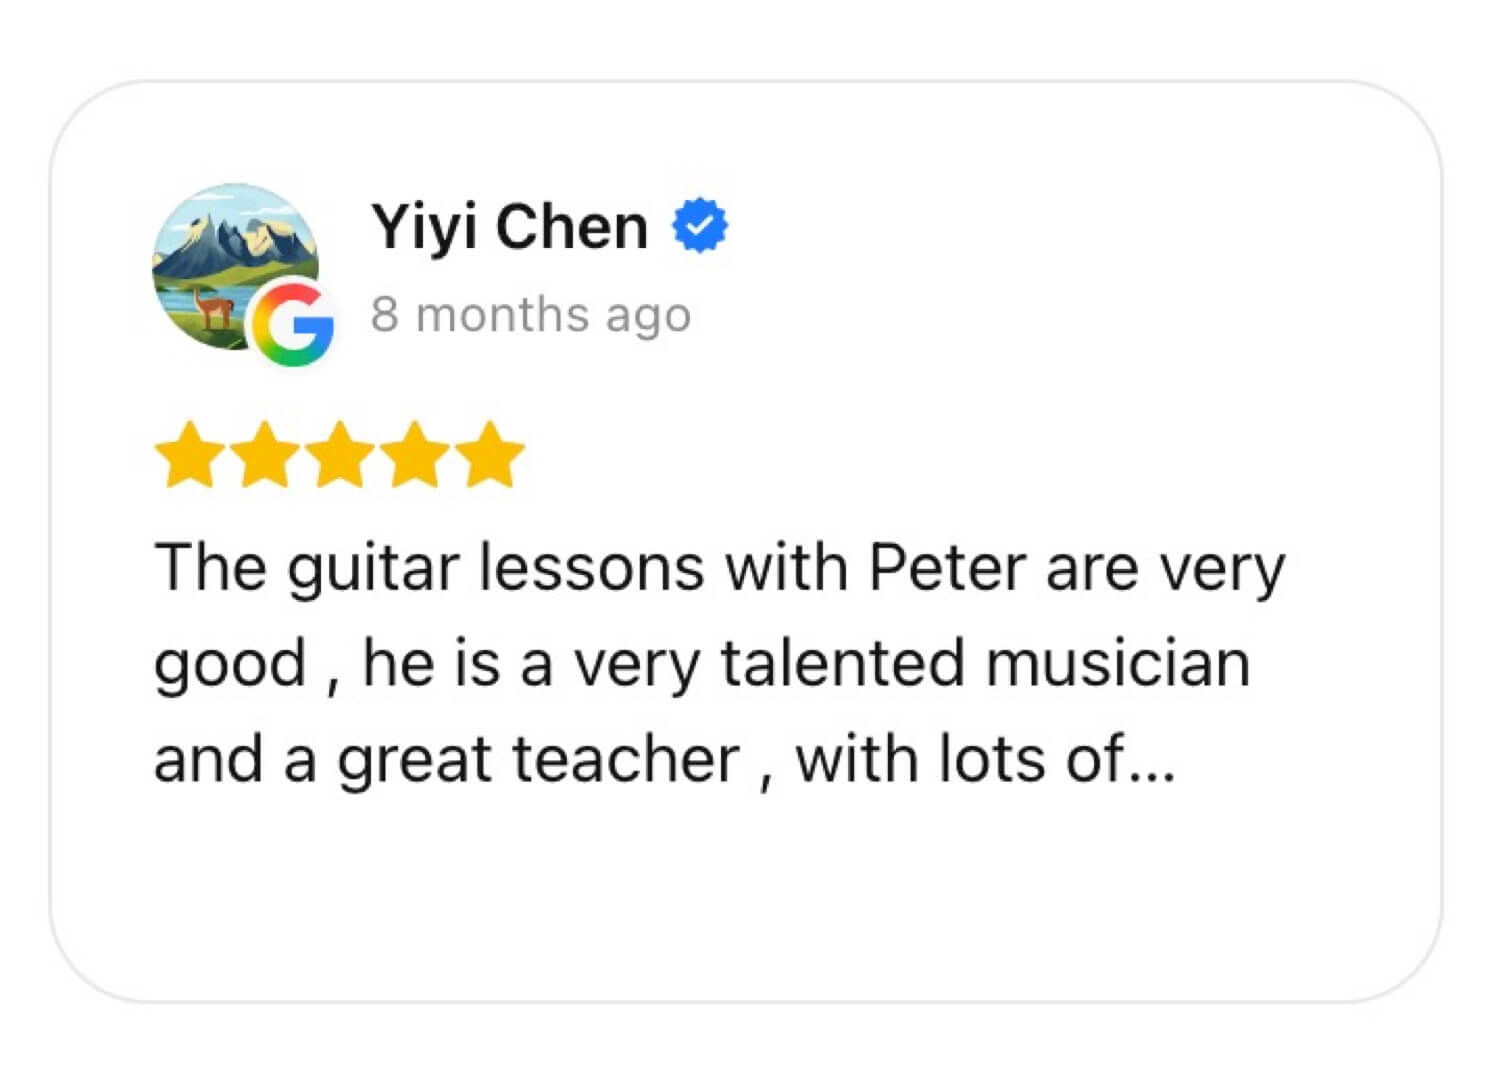 Yiyi Chen
8 months ago
The guitar lessons with Peter are very
good , he is a very talented musician
and a great teacher , with lots of...